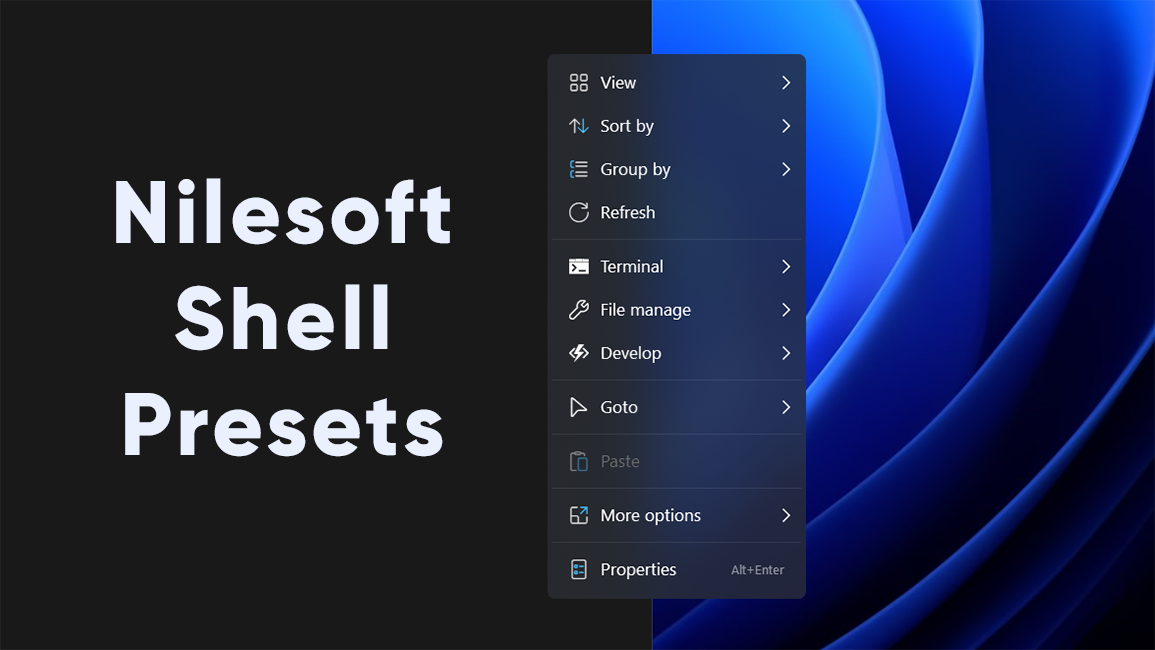 Nilesoft
Shell
Presets
View
Sort by
Group by
Refresh
Terminal
File manage
Develop
Goto
Paste
More options
Properties Alt+Enter